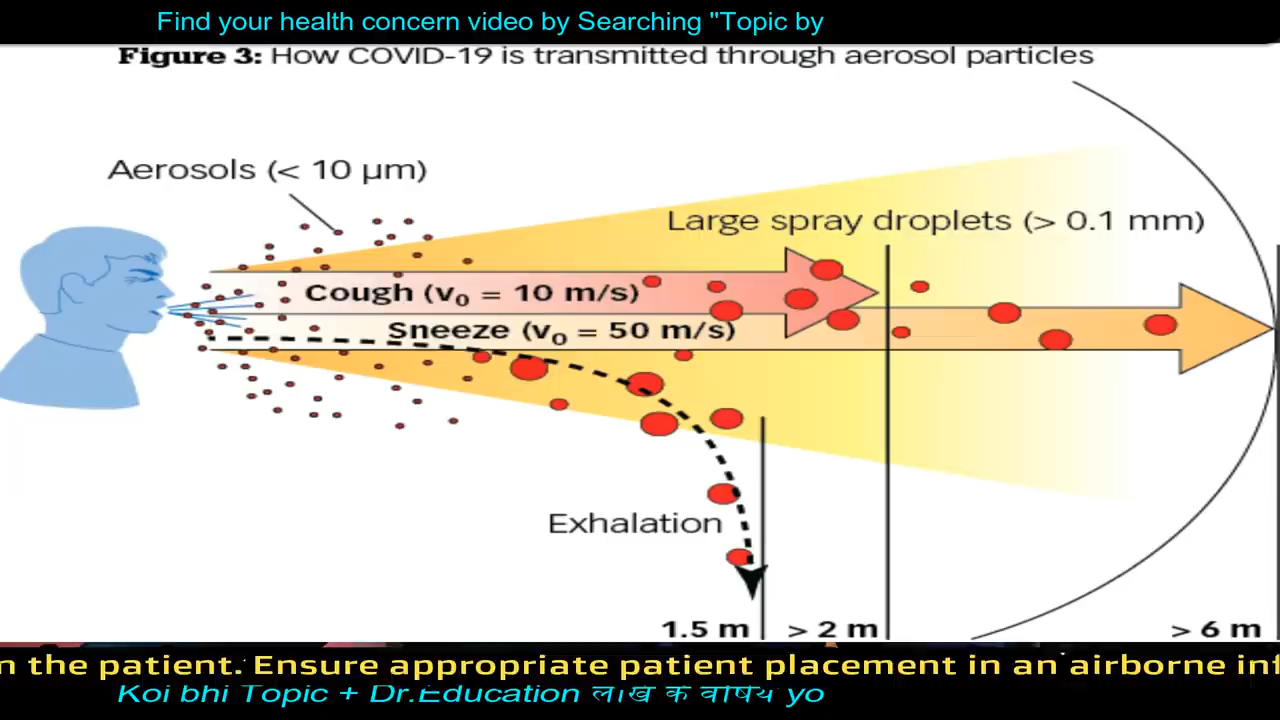 Find your health concern video by Searching "Topic by
Figure 3: How COVID-19 is transmitted through aerosol particles
Aerosols (< 10 µm)
Large spray droplets (> 0.1 mm)
Cough (v₀ = 10 m/s)
Sneeze (v₀ = 50 m/s)
Exhalation
1.5 m
> 2 m
> 6 m
n the patient. Ensure appropriate patient placement in an airborne inf
Koi bhi Topic + Dr.Education yo